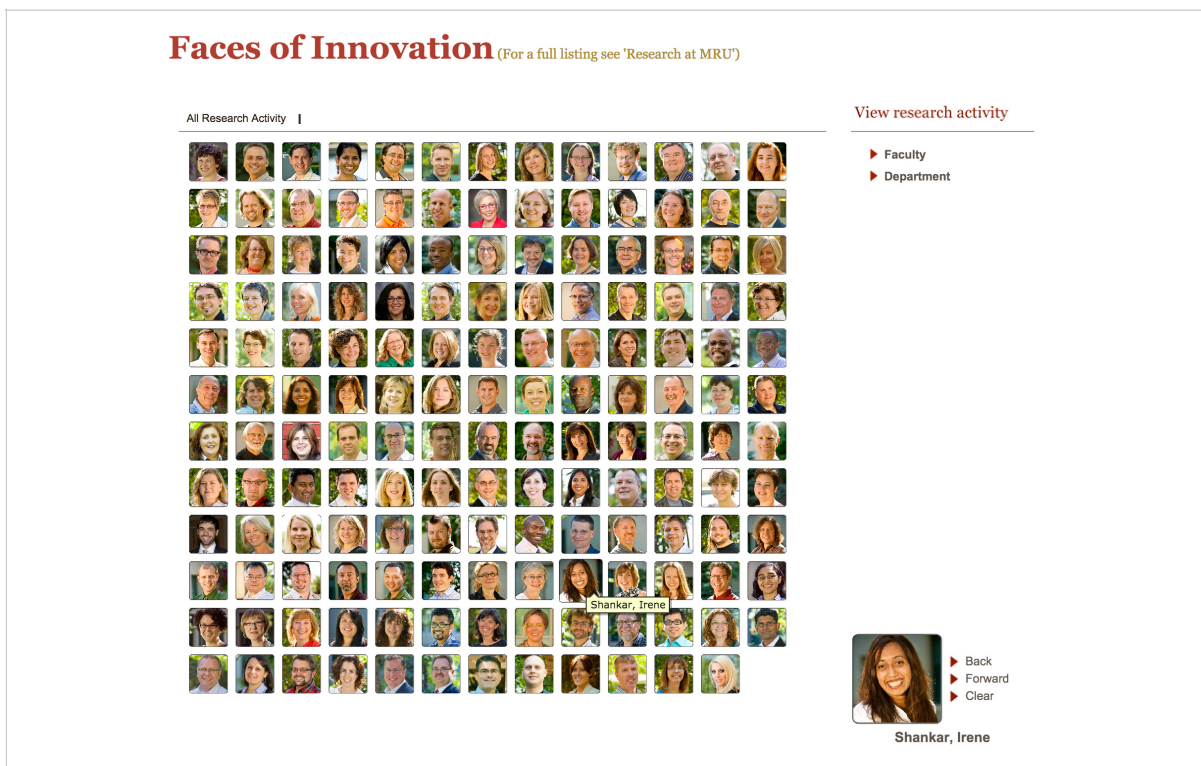 Faces of Innovation (For a full listing see 'Research at MRU')
All Research Activity |
View research activity
Faculty
Department
Shankar, Irene
Back
Forward
Clear
Shankar, Irene